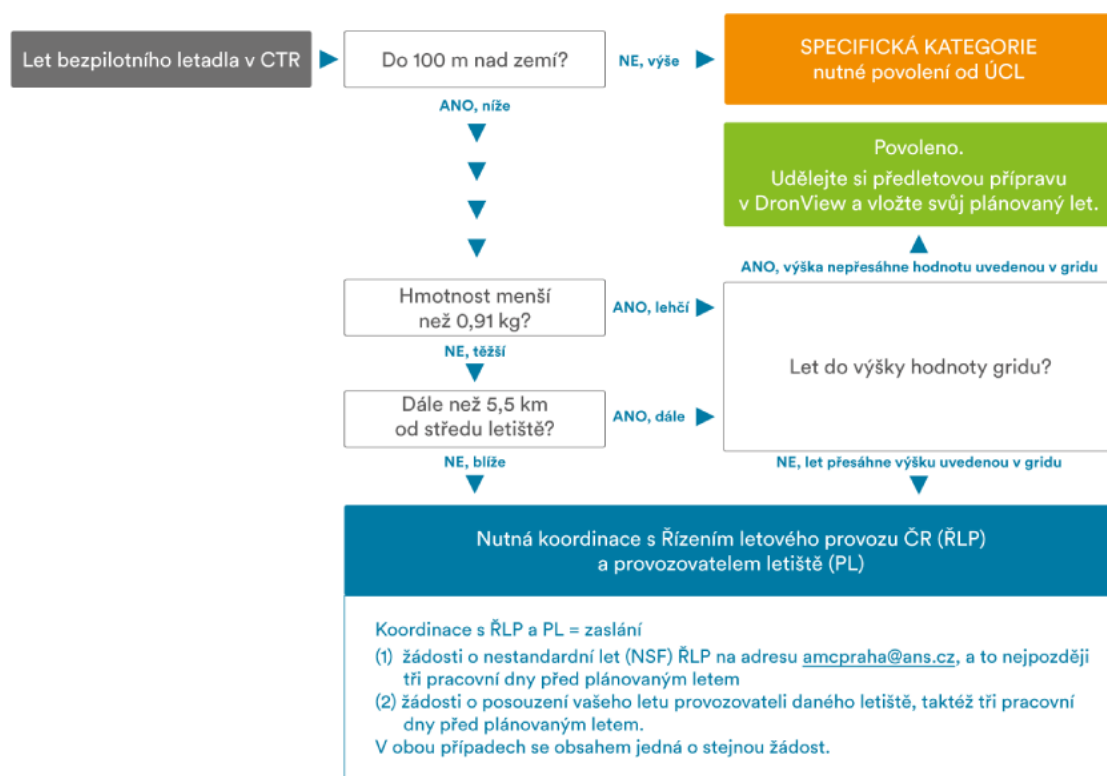 Let bezpilotního letadla v CTR
Do 100 m nad zemí?
NE, výše
SPECIFICKÁ KATEGORIE
nutné povolení od ÚCL
ANO, níže
Povoleno.
Udělejte si předletovou přípravu
v DronView a vložte svůj plánovaný let.
ANO, výška nepřesáhne hodnotu uvedenou v gridu
Hmotnost menší
než 0,91 kg?
ANO, lehčí
Let do výšky hodnoty gridu?
NE, těžší
Dále než 5,5 km
od středu letiště?
ANO, dále
NE, blíže
NE, let přesáhne výšku uvedenou v gridu
Nutná koordinace s Řízením letového provozu ČR (ŘLP)
a provozovatelem letiště (PL)
Koordinace s ŘLP a PL = zaslání
(1) žádosti o nestandardní let (NSF) ŘLP na adresu amcpraha@ans.cz, a to nejpozději
tři pracovní dny před plánovaným letem
(2) žádosti o posouzení vašeho letu provozovateli daného letiště, taktéž tři pracovní
dny před plánovaným letem.
V obou případech se obsahem jedná o stejnou žádost.